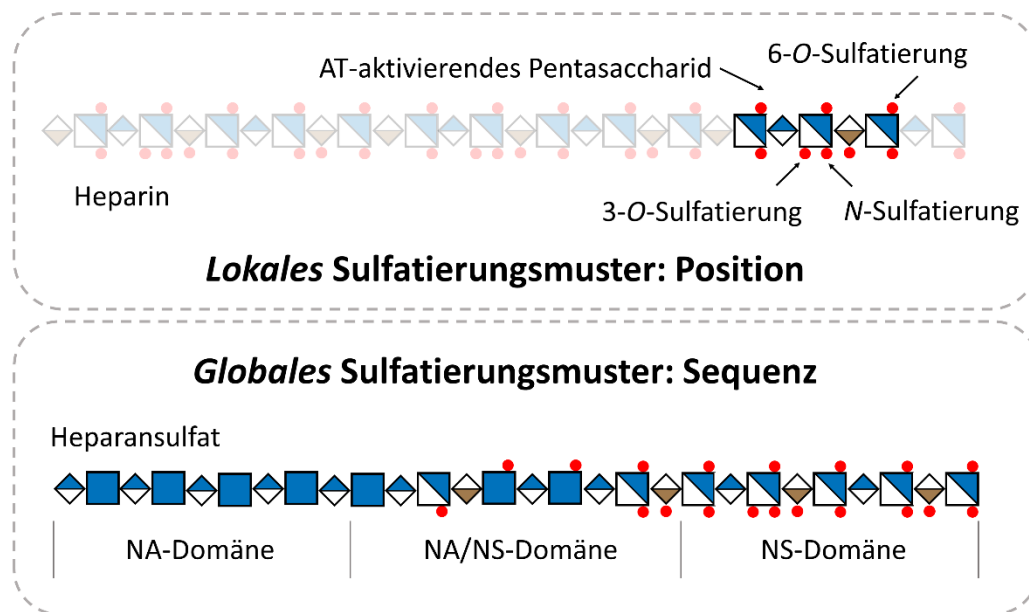 AT-aktivierendes Pentasaccharid
6-O-Sulfatierung
Heparin
3-O-Sulfatierung
N-Sulfatierung
Lokales Sulfatierungsmuster: Position
Globales Sulfatierungsmuster: Sequenz
Heparansulfat
NA-Domäne
NA/NS-Domäne
NS-Domäne